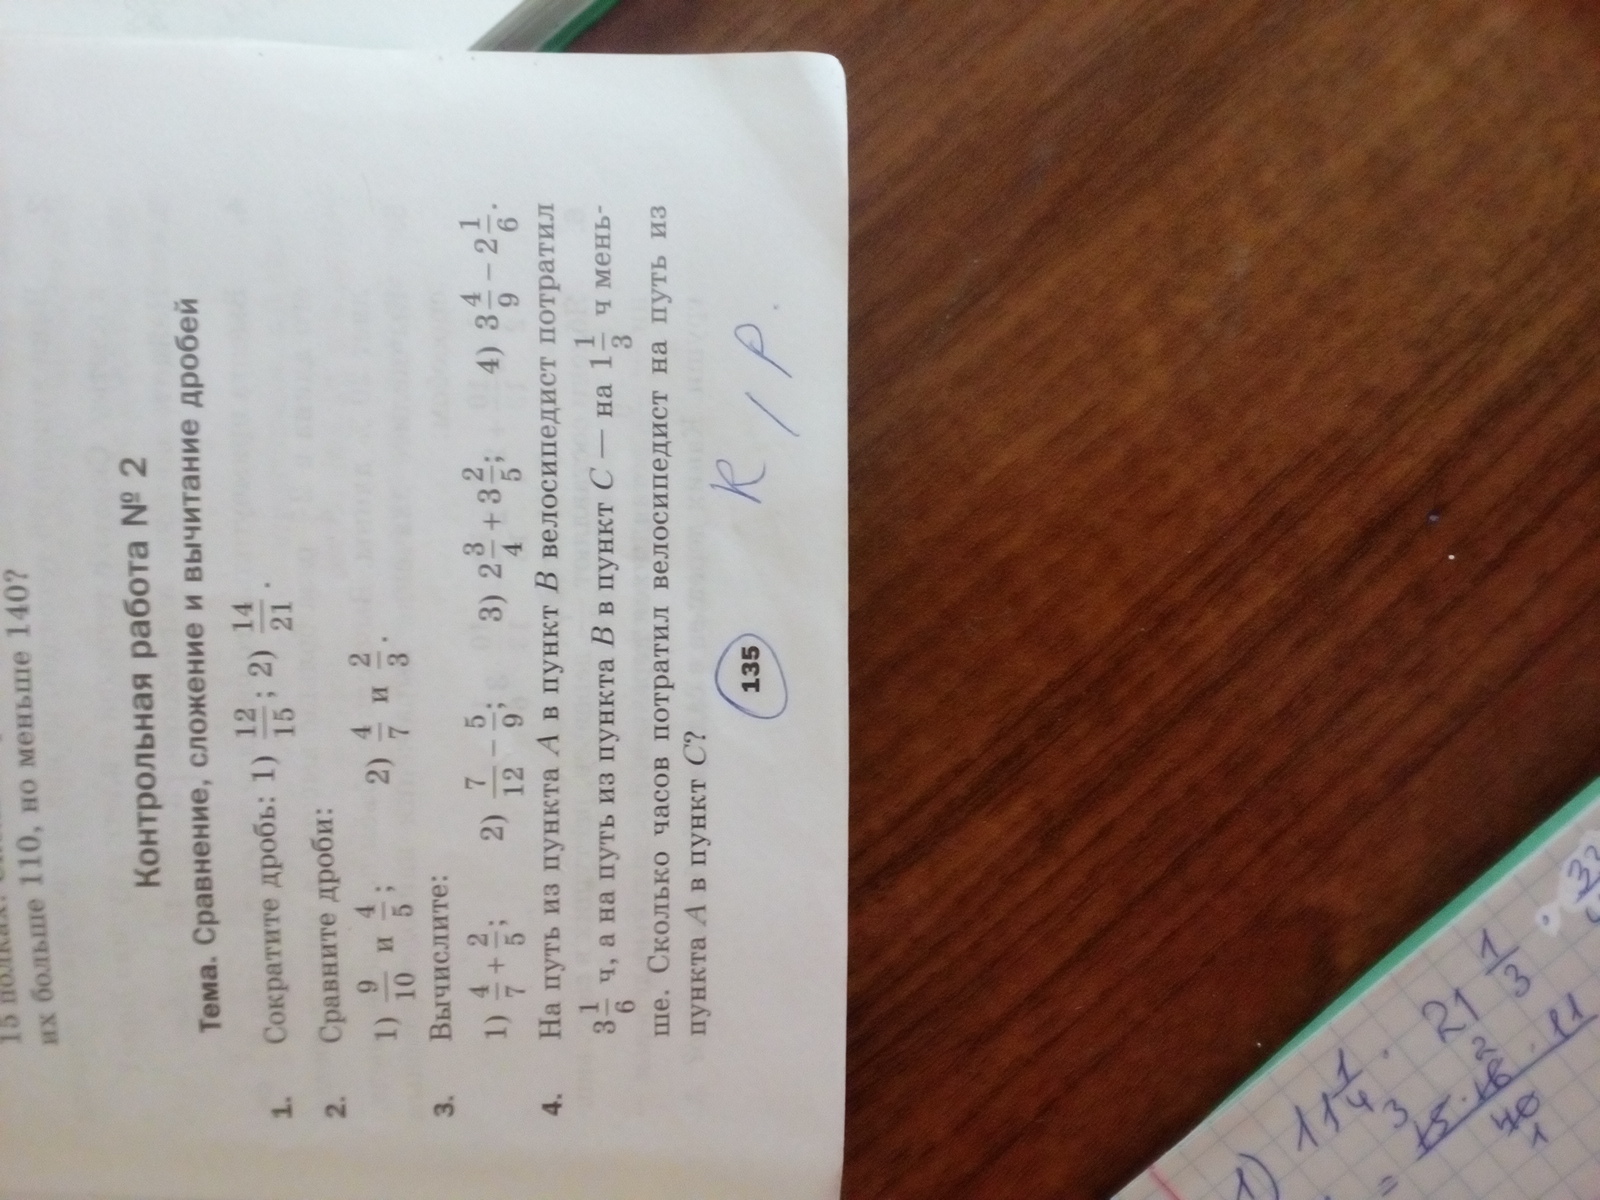 их больше 110, но меньше 140?
Контрольная работа № 2
Тема. Сравнение, сложение и вычитание дробей
1. Сократите дробь: 1) 12/15; 2) 14/21.
2. Сравните дроби:
1) 9/10 и 4/5; 2) 4/7 и 2/3.
3. Вычислите:
1) 4/7 + 2/5; 2) 7/12 − 5/9; 3) 2 3/4 + 3 2/5; 4) 3 4/9 − 2 1/6.
4. На путь из пункта A в пункт B велосипедист потратил
3 1/6 ч, а на путь из пункта B в пункт C — на 1 1/3 ч мень-
ше. Сколько часов потратил велосипедист на путь из
пункта A в пункт C?
135
К / Р.
1) 11 1/4 · 21 1/3 ·